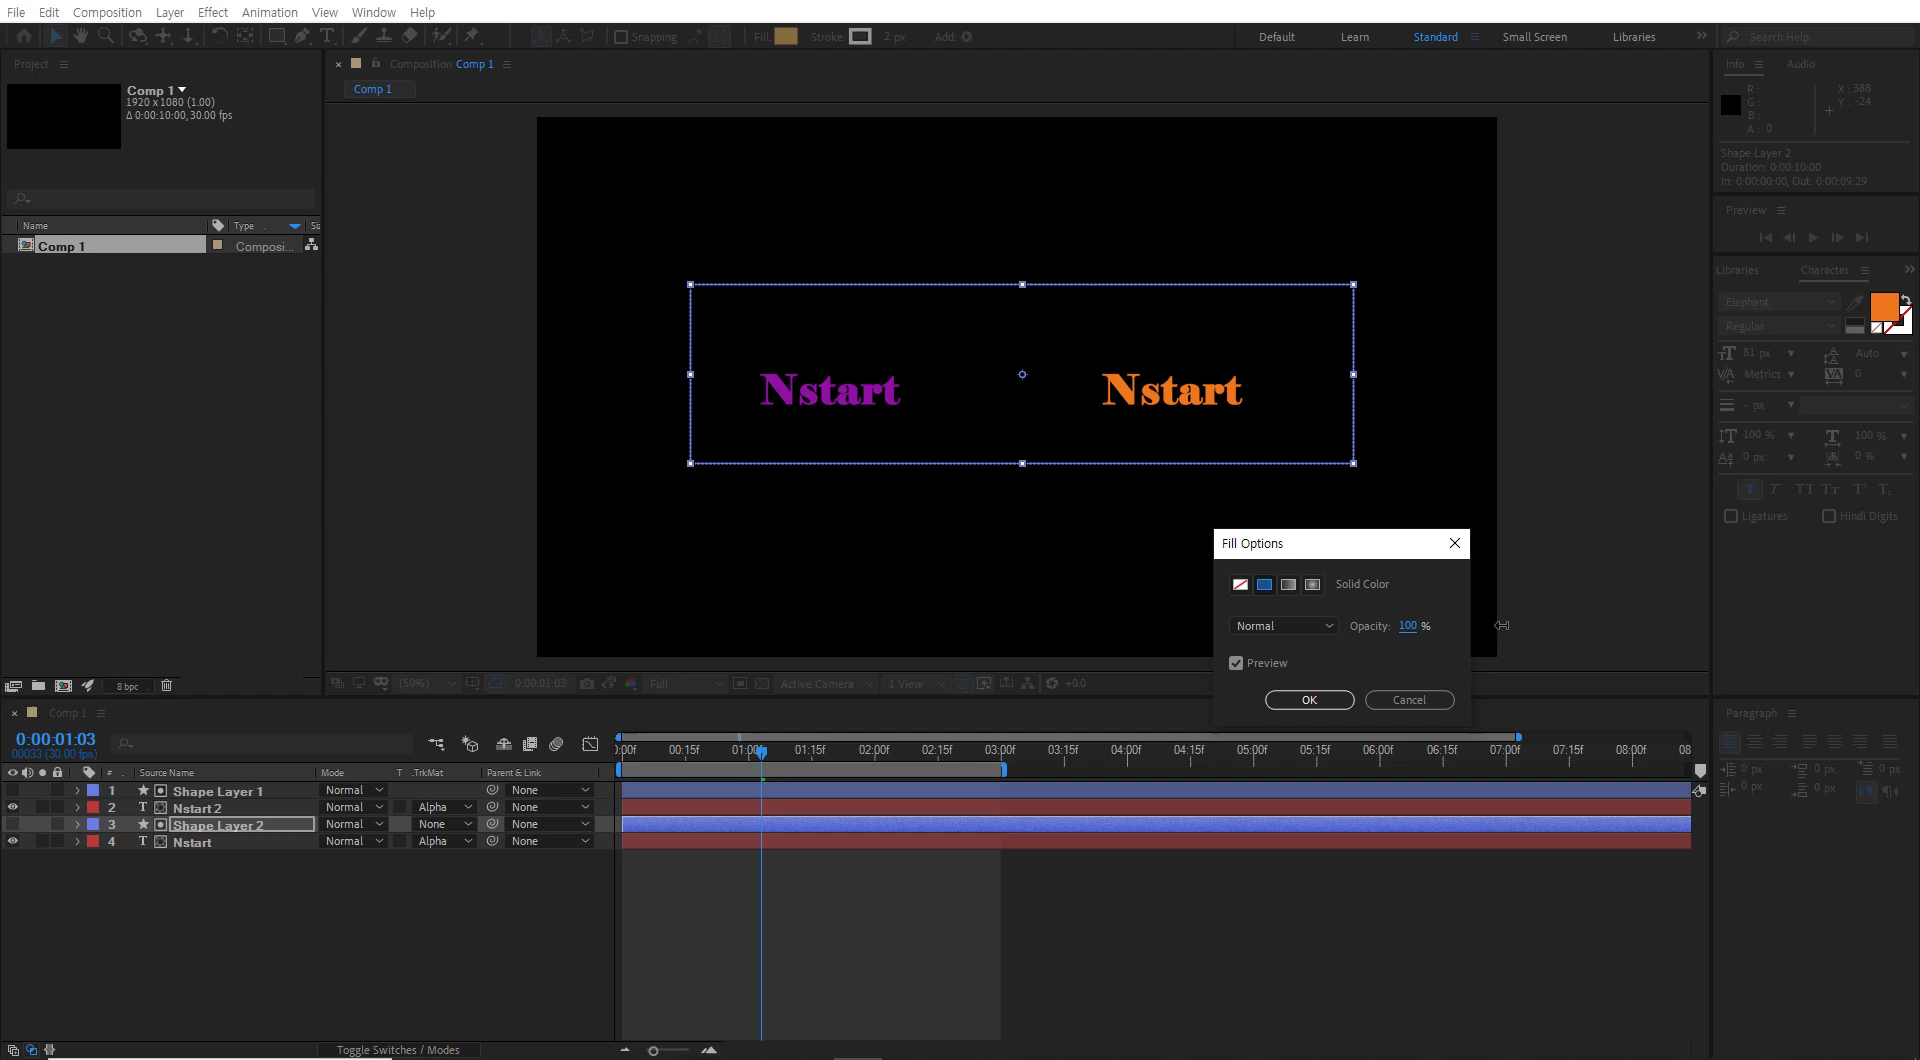 File Edit Composition Layer Effect Animation View Window Help
Snapping Fill: Stroke: 2 px Add: Default Learn Standard Small Screen Libraries Search Help
Project
Comp 1
1920 x 1080 (1.00)
Δ 0:00:10:00, 30.00 fps
Name Type Si
Comp 1 Composi...
8 bpc
Composition Comp 1
Comp 1
Nstart Nstart
Fill Options
Solid Color
Normal Opacity: 100 %
Preview
OK Cancel
(50%) 0:00:01:03 Full Active Camera 1 View +0.0
Info Audio
R : X : 388
G : Y : -24
B :
A : 0
Shape Layer 2
Duration: 0:00:10:00
In: 0:00:00:00, Out: 0:00:09:29
Preview
Libraries Character
Elephant
Regular
81 px Auto
Metrics 0
- px
100 % 100 %
0 px 0 %
T T TT Tт T¹ T₁
Ligatures Hindi Digits
Paragraph
0 px 0 px 0 px
0 px 0 px
Comp 1
0:00:01:03
00033 (30.00 fps)
# Source Name Mode T .TrkMat Parent & Link
1 Shape Layer 1 Normal None
2 T Nstart 2 Normal Alpha None
3 Shape Layer 2 Normal None None
4 T Nstart Normal Alpha None
):00f 00:15f 01:00f 01:15f 02:00f 02:15f 03:00f 03:15f 04:00f 04:15f 05:00f 05:15f 06:00f 06:15f 07:00f 07:15f 08:00f 08
Toggle Switches / Modes